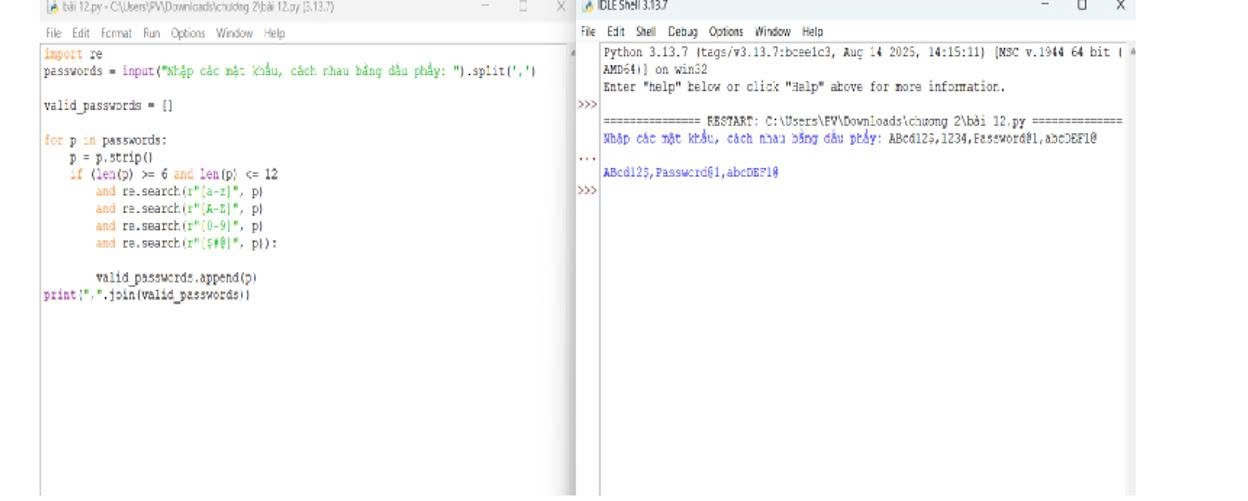 bài 12.py - C:\Users\PV\Downloads\chương 2\bài 12.py (3.13.7)
File Edit Format Run Options Window Help
import re
passwords = input("Nhập các mật khẩu, cách nhau bằng dấu phẩy: ").split(',')
valid_passwords = []
for p in passwords:
p = p.strip()
if (len(p) >= 6 and len(p) <= 12
and re.search(r"[a-z]", p)
and re.search(r"[A-Z]", p)
and re.search(r"[0-9]", p)
and re.search(r"[$#@]", p)):
valid_passwords.append(p)
print(",".join(valid_passwords))
IDLE Shell 3.13.7
File Edit Shell Debug Options Window Help
Python 3.13.7 (tags/v3.13.7:bcee1c3, Aug 14 2025, 14:15:11) [MSC v.1944 64 bit (
AMD64)] on win32
Enter "help" below or click "Help" above for more information.
>>>
=============== RESTART: C:\Users\PV\Downloads\chương 2\bài 12.py ==============
Nhập các mật khẩu, cách nhau bằng dấu phẩy: 1234,Password@1,abcDEF1@
...
Password@1,abcDEF1@
>>>